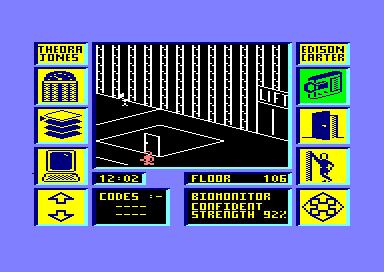 THEORA
JONES
EDISON
CARTER
LIFT
12:02
FLOOR 106
CODES :-
----
----
BIOMONITOR
CONFIDENT
STRENGTH 92%